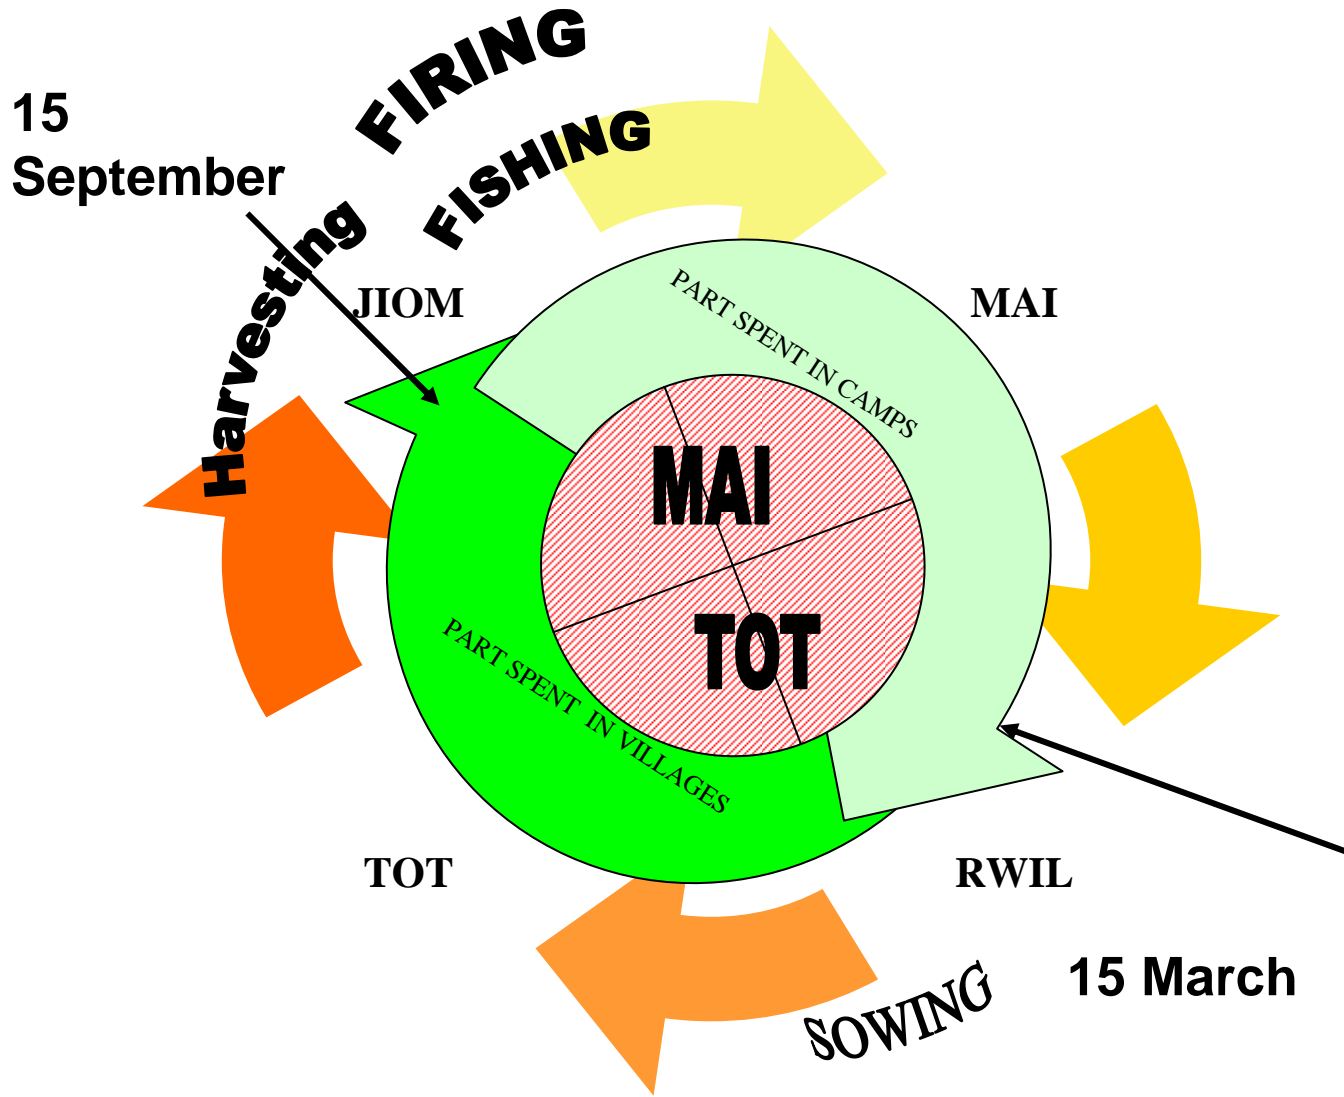 FIRING
15
September
FISHING
Harvesting
JIOM
MAI
PART SPENT IN CAMPS
MAI
TOT
PART SPENT IN VILLAGES
TOT
RWIL
15 March
SOWING